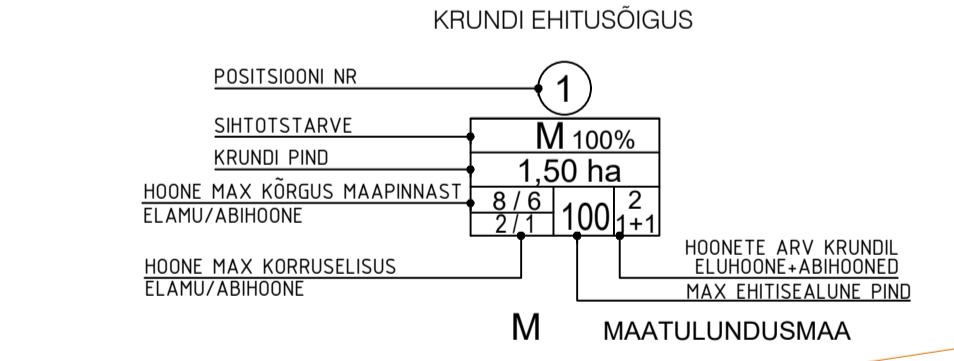 KRUNDI EHITUSÕIGUS
POSITSIOONI NR
1
SIHTOTSTARVE
M 100%
KRUNDI PIND
1,50 ha
HOONE MAX KÕRGUS MAAPINNAST
ELAMU/ABIHOONE
8 / 6
2 / 1
100
2
1+1
HOONETE ARV KRUNDIL
ELUHOONE+ABIHOONED
HOONE MAX KORRUSELISUS
ELAMU/ABIHOONE
MAX EHITISEALUNE PIND
M MAATULUNDUSMAA